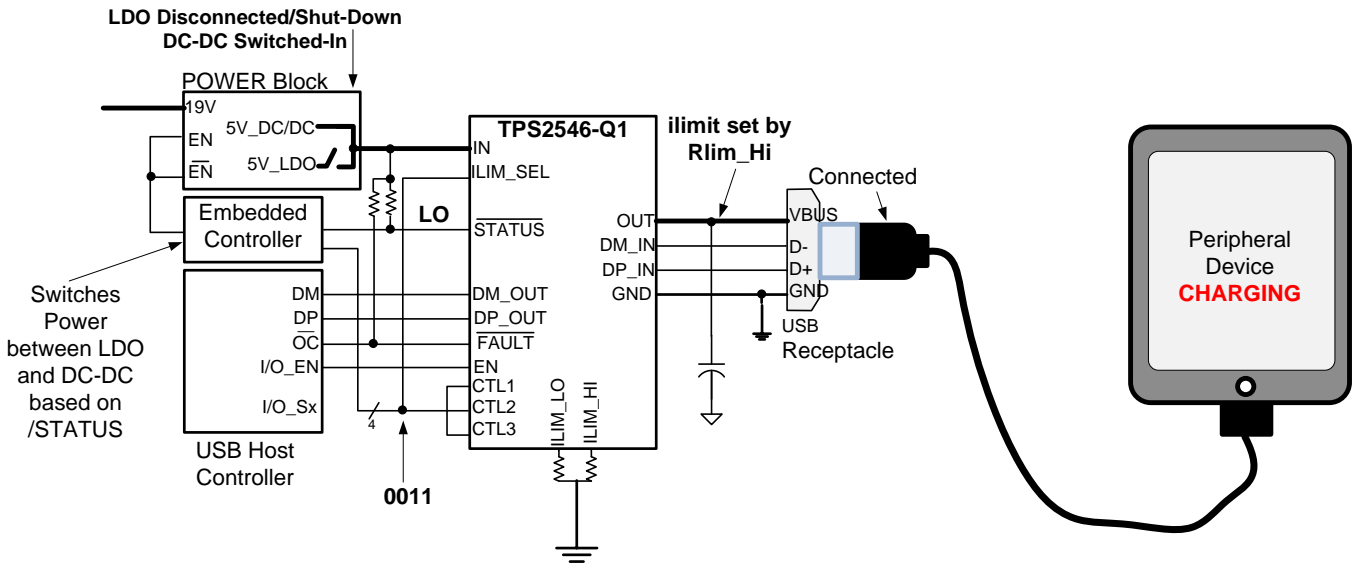 LDO Disconnected/Shut-Down
DC-DC Switched-In
POWER Block
19V
EN
EN
5V_DC/DC
5V_LDO
Embedded
Controller
Switches
Power
between LDO
and DC-DC
based on
/STATUS
DM
DP
OC
I/O_EN
I/O_Sx
USB Host
Controller
4
0011
LO
TPS2546-Q1
IN
ILIM_SEL
STATUS
DM_OUT
DP_OUT
FAULT
EN
CTL1
CTL2
CTL3
ILIM_LO
ILIM_HI
OUT
DM_IN
DP_IN
GND
ilimit set by
Rlim_Hi
VBUS
D-
D+
GND
USB
Receptacle
Connected
Peripheral
Device
CHARGING